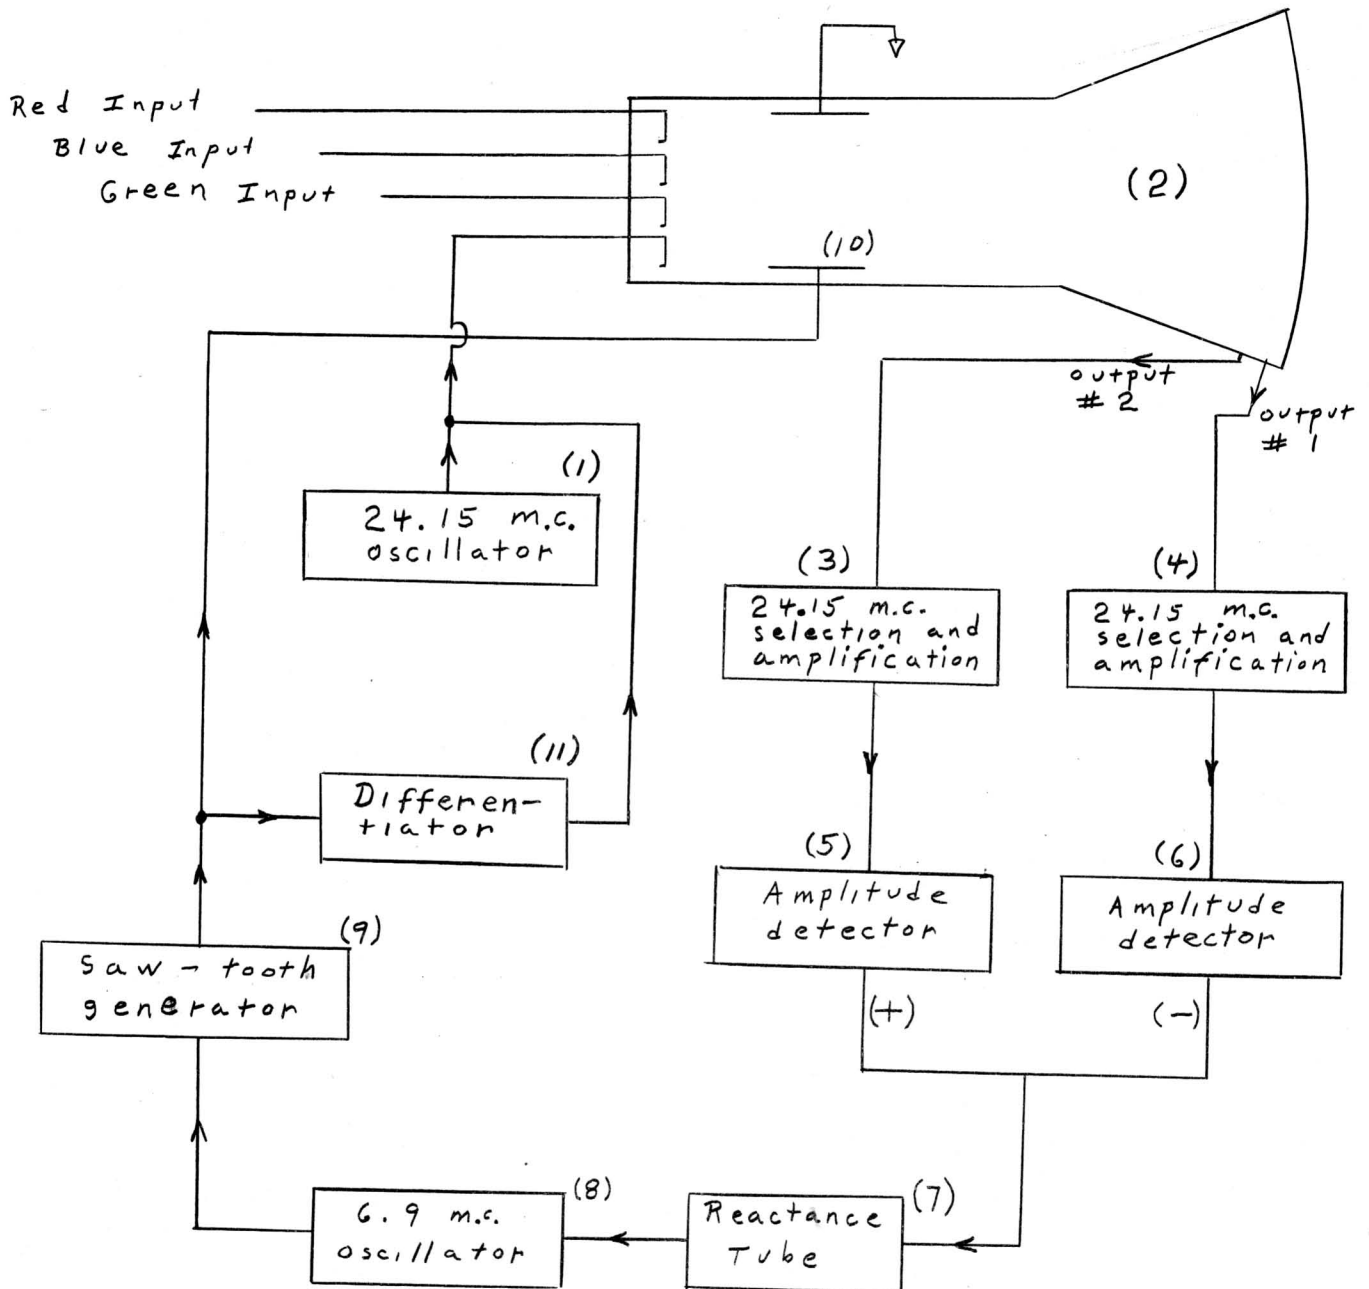 Red Input
Blue Input
Green Input
(2)
(10)
output
# 2
output
# 1
(1)
24.15 m.c.
oscillator
(3)
24.15 m.c.
selection and
amplification
(4)
24.15 m.c.
selection and
amplification
(11)
Differen-
tiator
(5)
Amplitude
detector
(6)
Amplitude
detector
(9)
Saw-tooth
generator
(+)
(-)
(8)
6.9 m.c.
oscillator
(7)
Reactance
Tube